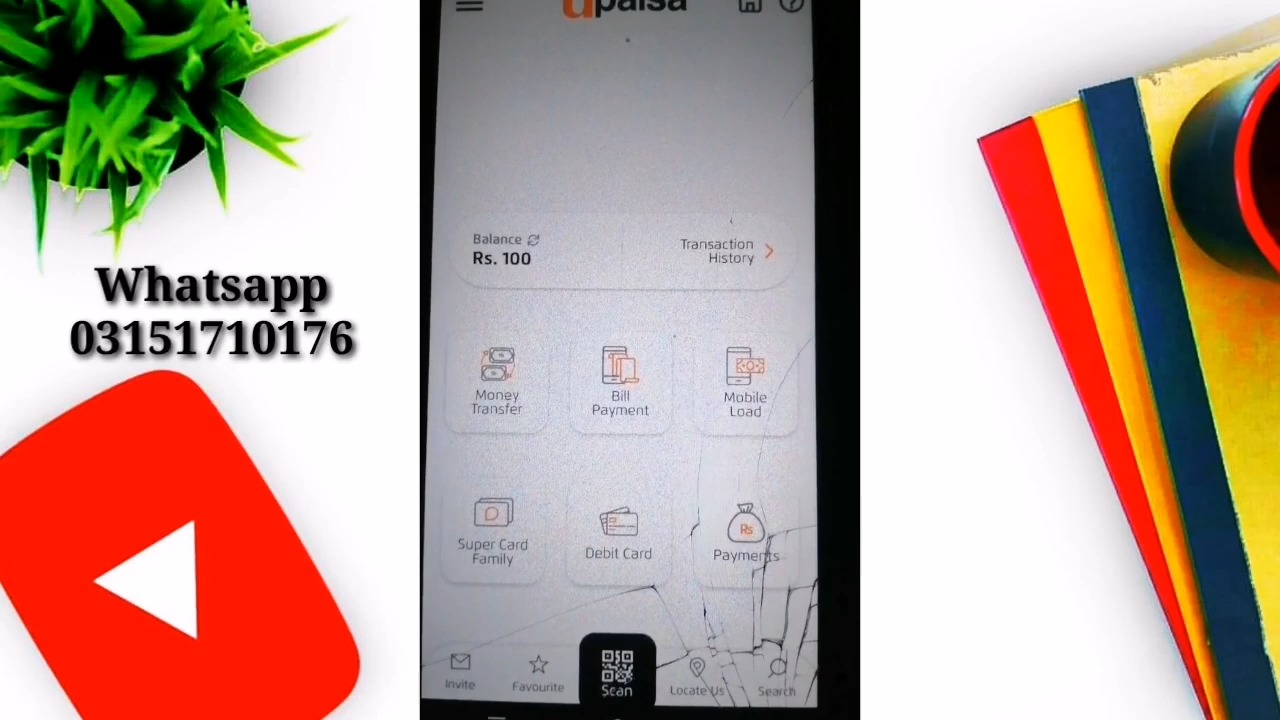 Upaisa
Balance
Rs. 100
Transaction
History
Whatsapp
03151710176
Money
Transfer
Bill
Payment
Mobile
Load
Super Card
Family
Debit Card
Rs
Payments
Invite
Favourite
Scan
Locate Us
Search